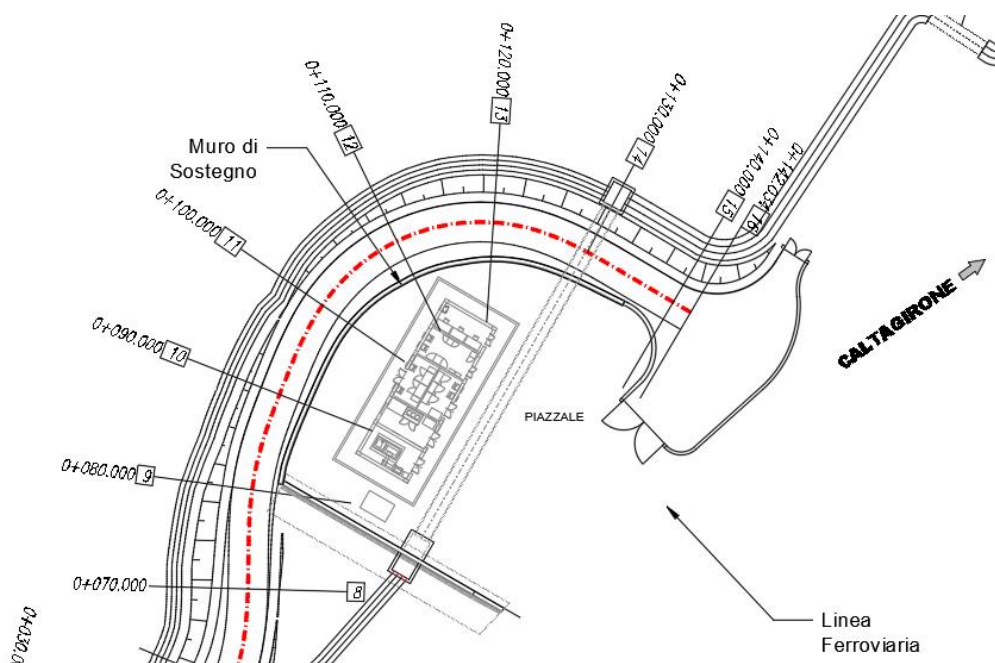 0+120.000 13
0+110.000 12
0+130.000 14
Muro di
Sostegno
0+140.000 15
0+142.034 16
0+100.000 11
CALTAGIRONE
0+090.000 10
PIAZZALE
0+080.000 9
0+070.000 8
Linea
Ferroviaria